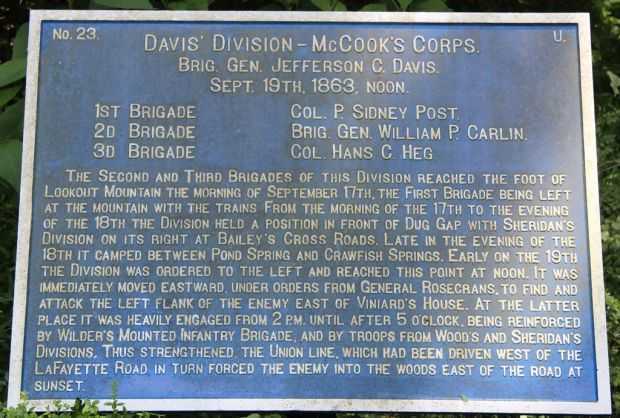 No. 23. U.
DAVIS' DIVISION – McCOOK'S CORPS.
BRIG. GEN. JEFFERSON C. DAVIS.
SEPT. 19TH, 1863, NOON.
1ST BRIGADE COL. P. SIDNEY POST.
2D BRIGADE BRIG. GEN. WILLIAM P. CARLIN.
3D BRIGADE COL. HANS C. HEG
THE SECOND AND THIRD BRIGADES OF THIS DIVISION REACHED THE FOOT OF
LOOKOUT MOUNTAIN THE MORNING OF SEPTEMBER 17TH, THE FIRST BRIGADE BEING LEFT
AT THE MOUNTAIN WITH THE TRAINS. FROM THE MORNING OF THE 17TH TO THE EVENING
OF THE 18TH THE DIVISION HELD A POSITION IN FRONT OF DUG GAP WITH SHERIDAN'S
DIVISION ON ITS RIGHT AT BAILEY'S CROSS ROADS. LATE IN THE EVENING OF THE
18TH IT CAMPED BETWEEN POND SPRING AND CRAWFISH SPRINGS. EARLY ON THE 19TH
THE DIVISION WAS ORDERED TO THE LEFT AND REACHED THIS POINT AT NOON. IT WAS
IMMEDIATELY MOVED EASTWARD, UNDER ORDERS FROM GENERAL ROSECRANS, TO FIND AND
ATTACK THE LEFT FLANK OF THE ENEMY EAST OF VINIARD'S HOUSE. AT THE LATTER
PLACE IT WAS HEAVILY ENGAGED FROM 2 P.M. UNTIL AFTER 5 O'CLOCK, BEING REINFORCED
BY WILDER'S MOUNTED INFANTRY BRIGADE, AND BY TROOPS FROM WOOD'S AND SHERIDAN'S
DIVISIONS. THUS STRENGTHENED, THE UNION LINE, WHICH HAD BEEN DRIVEN WEST OF THE
LAFAYETTE ROAD IN TURN FORCED THE ENEMY INTO THE WOODS EAST OF THE ROAD AT
SUNSET.